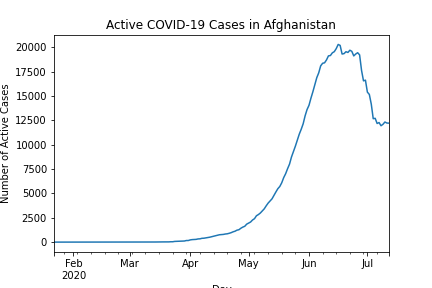 Active COVID-19 Cases in Afghanistan
Number of Active Cases
20000
17500
15000
12500
10000
7500
5000
2500
0
Feb
2020
Mar
Apr
May
Jun
Jul